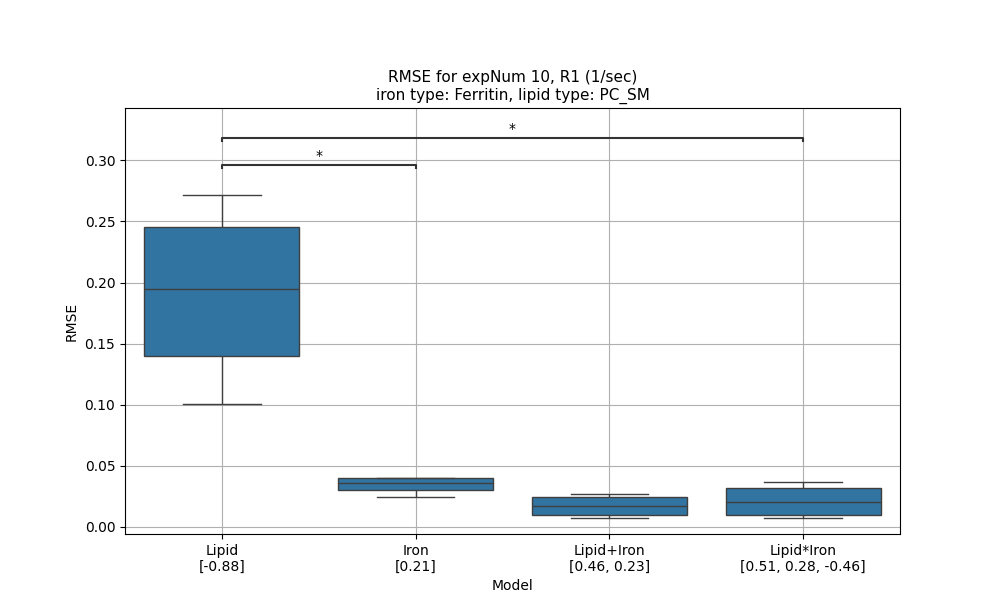 RMSE for expNum 10, R1 (1/sec)
iron type: Ferritin, lipid type: PC_SM
*
*
RMSE
0.30
0.25
0.20
0.15
0.10
0.05
0.00
Lipid
[-0.88]
Iron
[0.21]
Lipid+Iron
[0.46, 0.23]
Lipid*Iron
[0.51, 0.28, -0.46]
Model